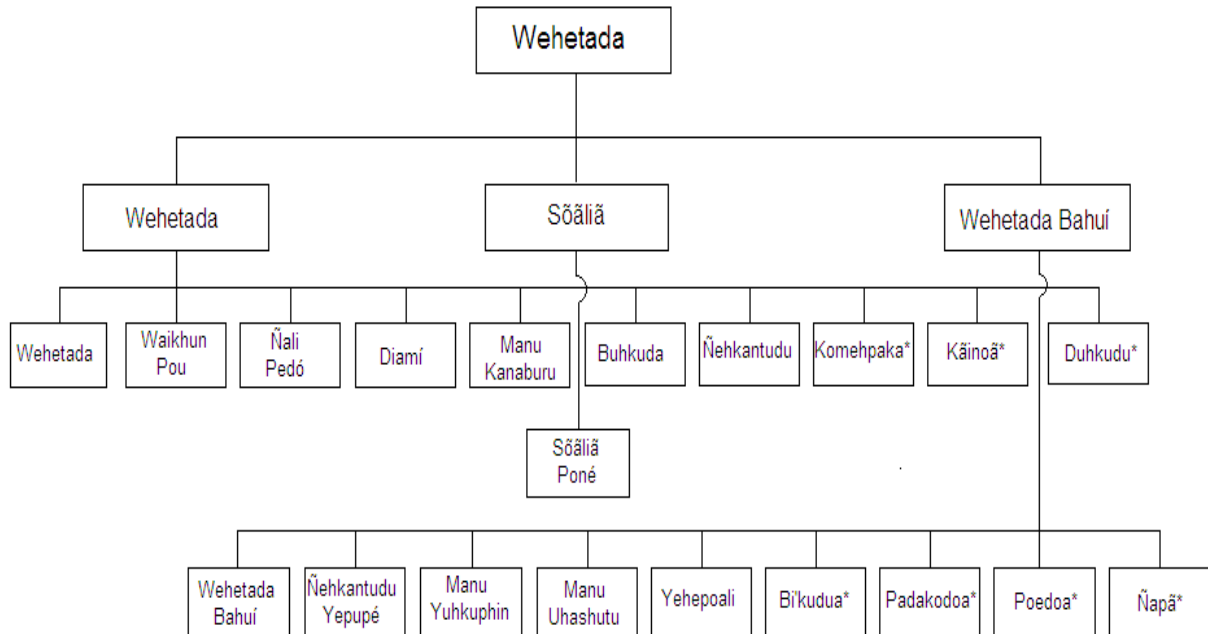 Wehetada
Wehetada
Sõãliã
Wehetada Bahuí
Wehetada
Waikhun
Pou
Ñali
Pedó
Diamí
Manu
Kanaburu
Buhkuda
Ñehkantudu
Komehpaka*
Kãinoã*
Duhkudu*
Sõãliã
Poné
Wehetada
Bahuí
Ñehkantudu
Yepupé
Manu
Yuhkuphin
Manu
Uhashutu
Yehepoali
Bi'kudua*
Padakodoa*
Poedoa*
Ñapã*